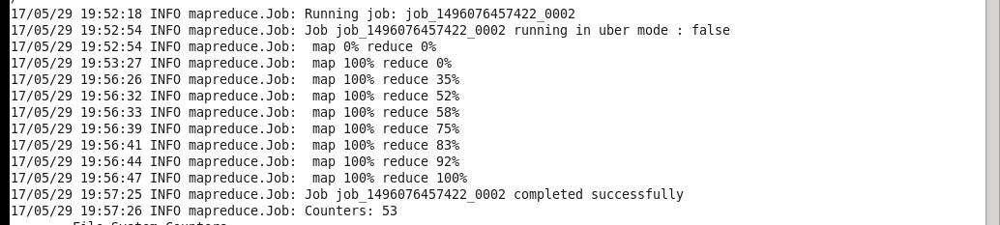 17/05/29 19:52:18 INFO mapreduce.Job: Running job: job_1496076457422_0002
17/05/29 19:52:54 INFO mapreduce.Job: Job job_1496076457422_0002 running in uber mode : false
17/05/29 19:52:54 INFO mapreduce.Job:  map 0% reduce 0%
17/05/29 19:53:27 INFO mapreduce.Job:  map 100% reduce 0%
17/05/29 19:56:26 INFO mapreduce.Job:  map 100% reduce 35%
17/05/29 19:56:32 INFO mapreduce.Job:  map 100% reduce 52%
17/05/29 19:56:33 INFO mapreduce.Job:  map 100% reduce 58%
17/05/29 19:56:39 INFO mapreduce.Job:  map 100% reduce 75%
17/05/29 19:56:41 INFO mapreduce.Job:  map 100% reduce 83%
17/05/29 19:56:44 INFO mapreduce.Job:  map 100% reduce 92%
17/05/29 19:56:47 INFO mapreduce.Job:  map 100% reduce 100%
17/05/29 19:57:25 INFO mapreduce.Job: Job job_1496076457422_0002 completed successfully
17/05/29 19:57:26 INFO mapreduce.Job: Counters: 53